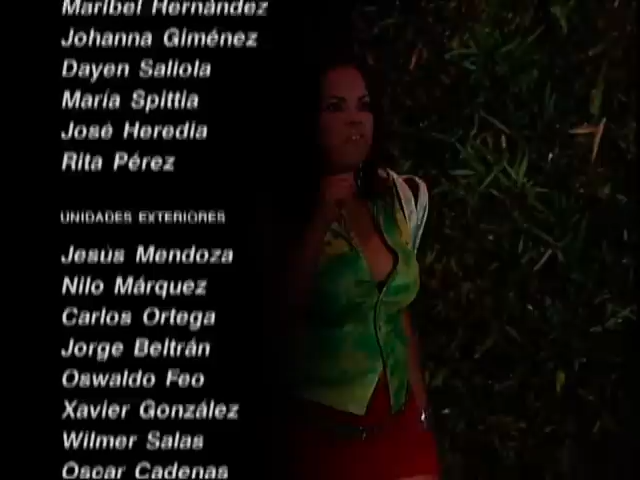 Maribel Hernández
Johanna Giménez
Dayen Saliola
María Spittia
José Heredia
Rita Pérez
UNIDADES EXTERIORES
Jesús Mendoza
Nilo Márquez
Carlos Ortega
Jorge Beltrán
Oswaldo Feo
Xavier González
Wilmer Salas
Oscar Cadenas